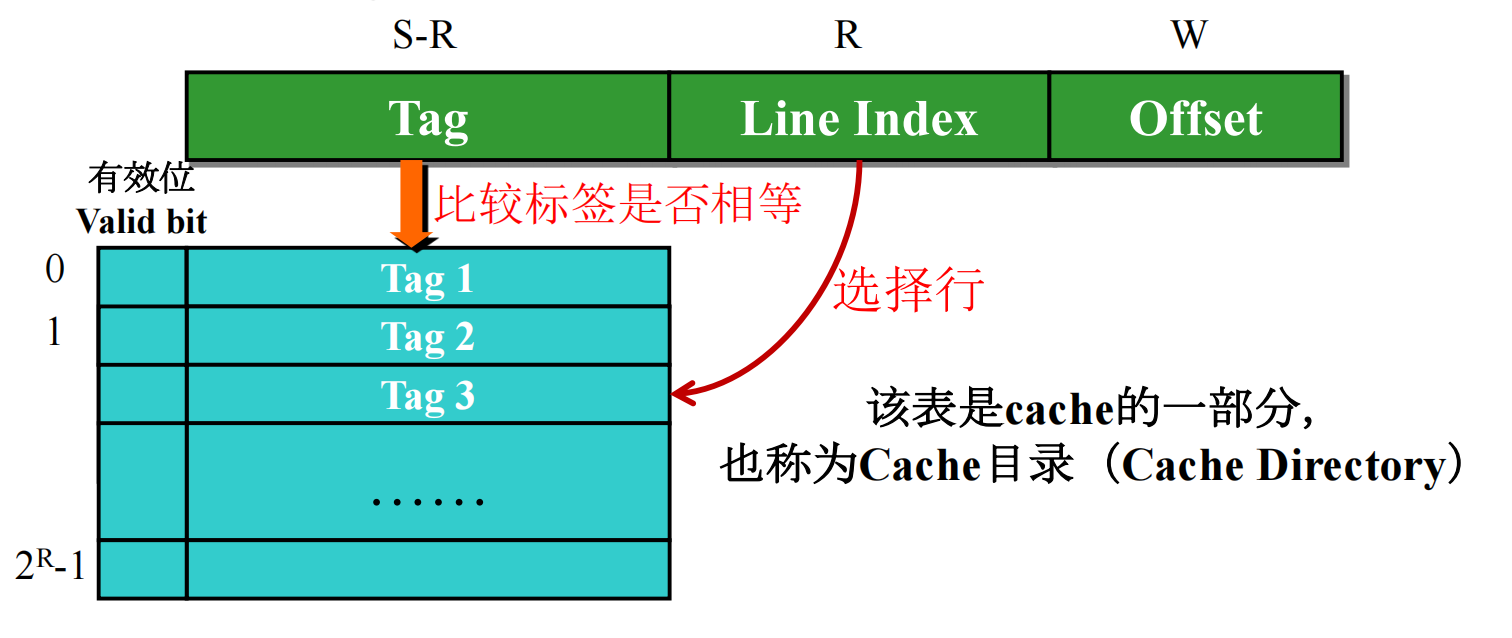 S-R R W
Tag Line Index Offset
有效位
Valid bit
比较标签是否相等
0 Tag 1
选择行
1 Tag 2
Tag 3
该表是cache的一部分,
也称为Cache目录（Cache Directory）
......
2ᴿ-1